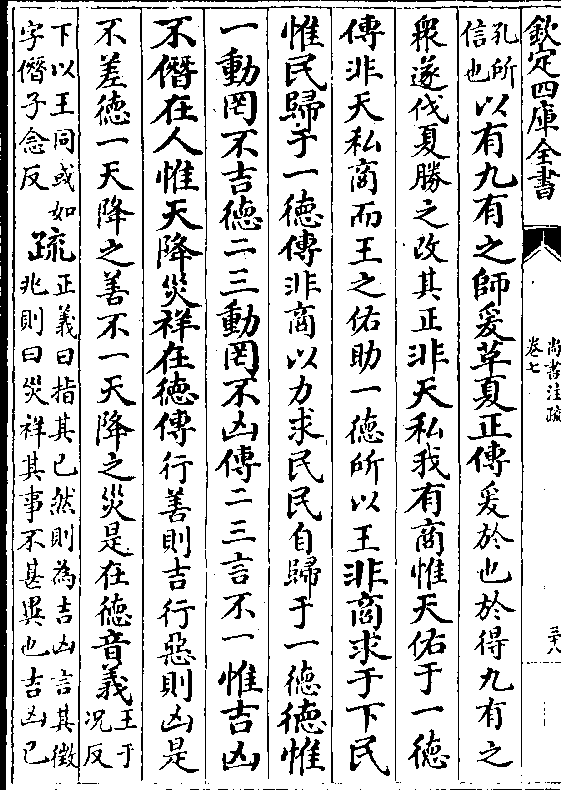 欽定四庫全書
尚書注疏
卷七
三十八
孔所
信也
以有九有之師爰革夏正傳爰於也於得九有之
衆遂伐夏勝之改其正非天私我有商惟天佑于一德
傳非天私商而王之佑助一德所以王非商求于下民
惟民歸于一德傳非商以力求民民自歸于一德德惟
一動罔不吉德二三動罔不凶傳二三言不一惟吉凶
不僭在人惟天降災祥在德傳行善則吉行惡則凶是
不差德一天降之善不一天降之災是在德音義
王于
况反
下以王同或如
字僭子念反
疏
正義曰指其已然則為吉凶言其徵
兆則曰災祥其事不甚異也吉凶已